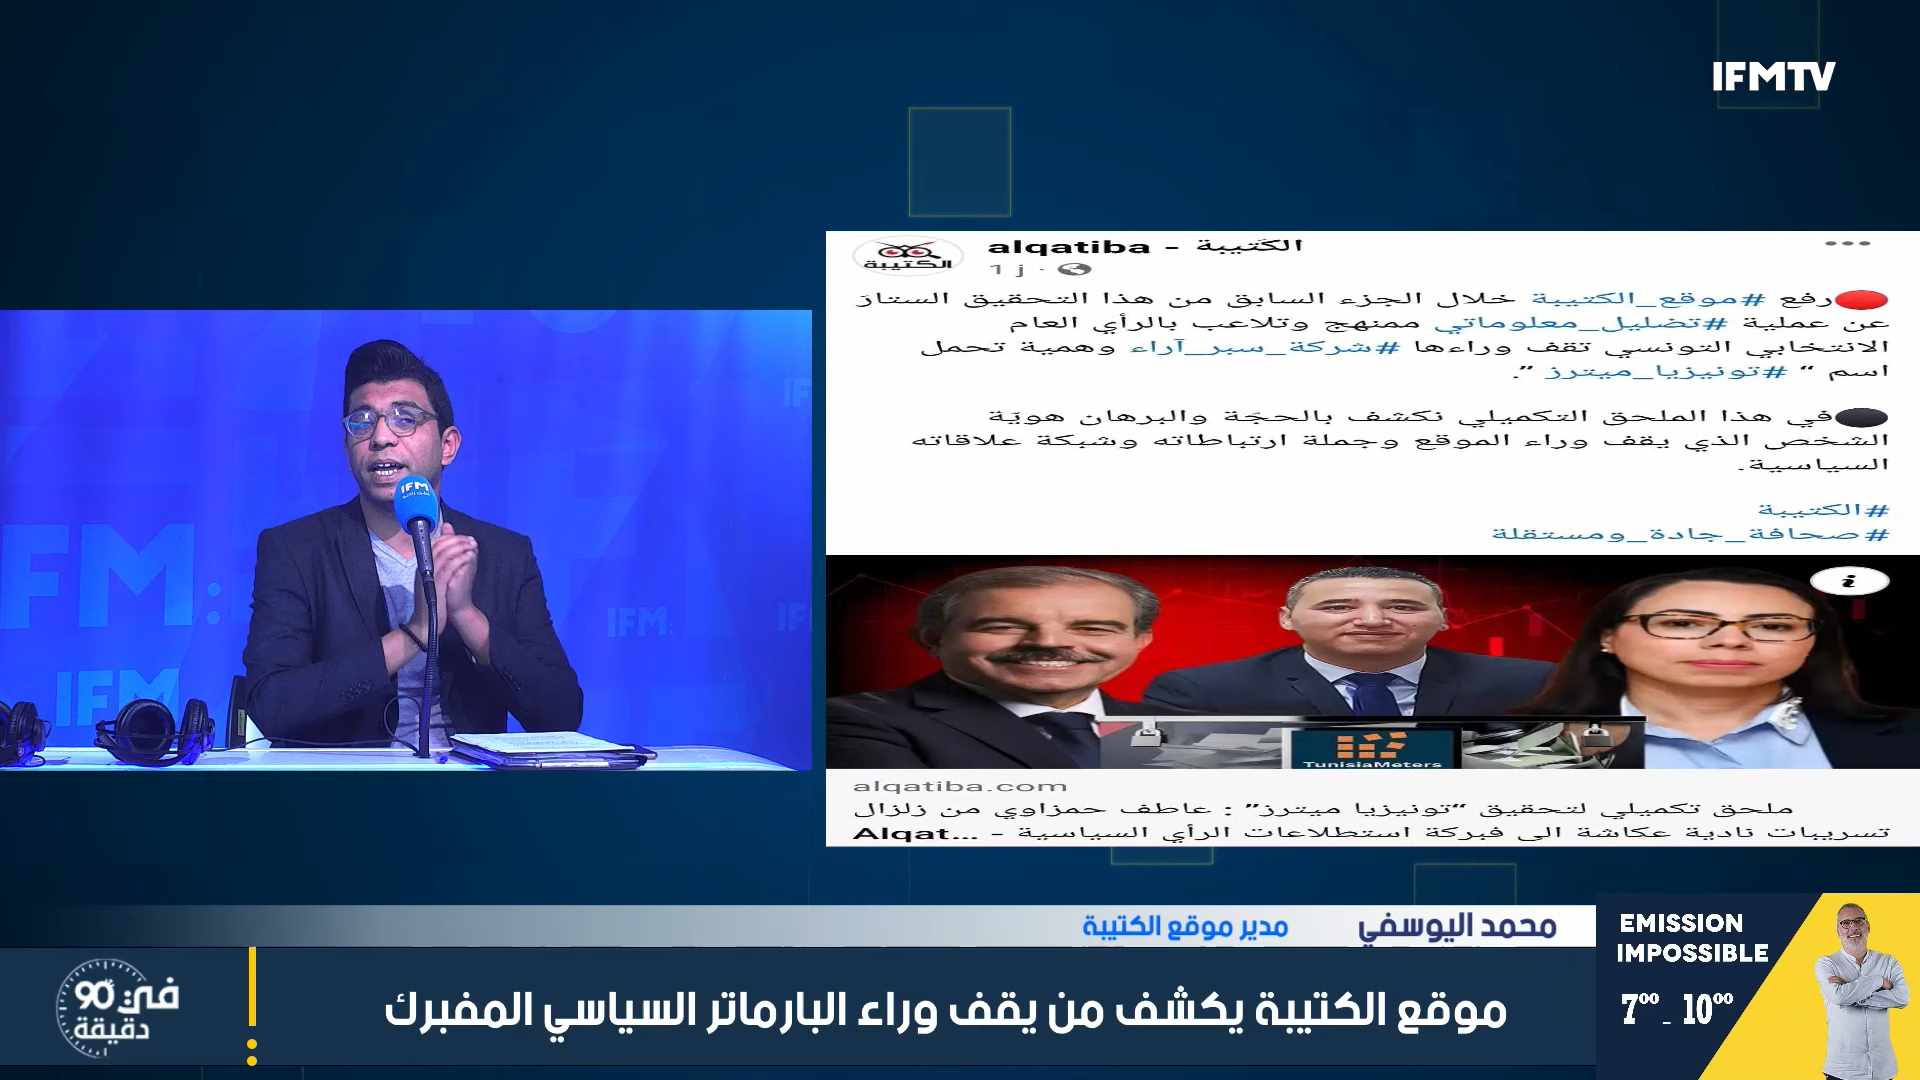 IFMTV
alqatiba - الكتيبة
1 j ·
رفع #موقع_الكتيبة خلال الجزء السابق من هذا التحقيق الستارَ
عن عملية #تضليل_معلوماتي ممنهج وتلاعب بالرأي العام
الانتخابي التونسي تقف وراءها #شركة_سبر_آراء وهمية تحمل
اسم “ #تونيزيا_ميترز ”.
في هذا الملحق التكميلي نكشف بالحجّة والبرهان هويّة
الشخص الذي يقف وراء الموقع وجملة ارتباطاته وشبكة علاقاته
السياسية.
#الكتيبة
#صحافة_جادة_ومستقلة
الكتيبة
TunisiaMeters
alqatiba.com
ملحق تكميلي لتحقيق “تونيزيا ميترز” : عاطف حمزاوي من زلزال
تسريبات نادية عكاشة الى فبركة استطلاعات الرأي السياسية - Alqat...
IFM
IFM:
IFM
IFM:
محمد اليوسفي
مدير موقع الكتيبة
موقع الكتيبة يكشف من يقف وراء البارماتر السياسي المفبرك
في 90 دقيقة
EMISSION
IMPOSSIBLE
7⁰⁰ - 10⁰⁰